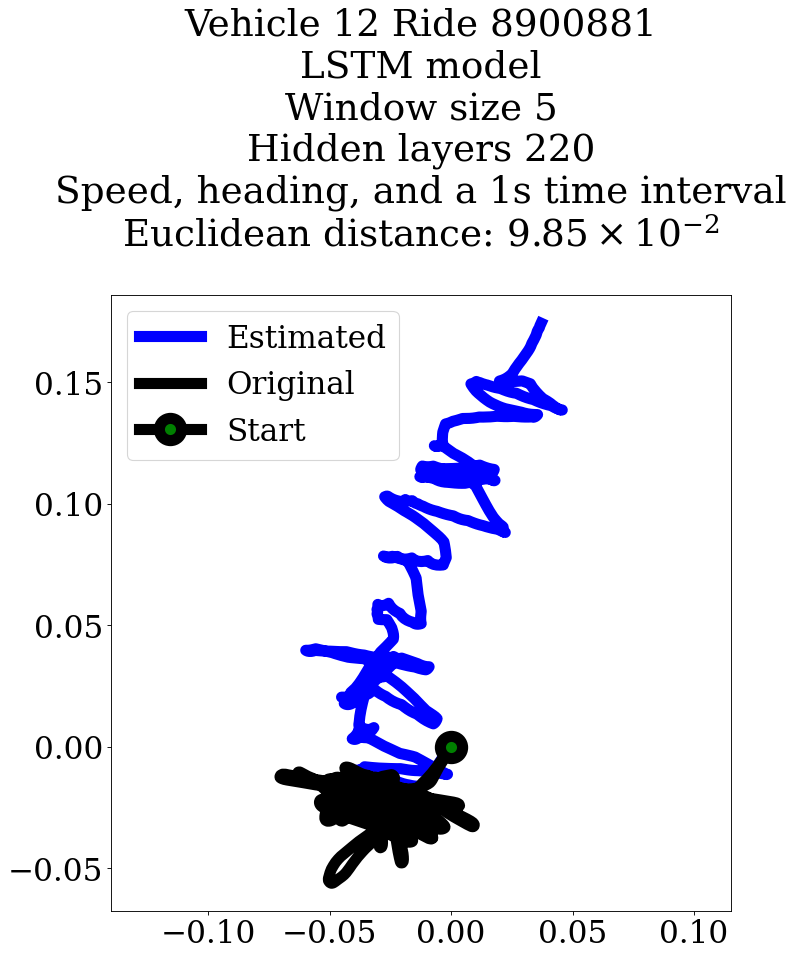 Vehicle 12 Ride 8900881
LSTM model
Window size 5
Hidden layers 220
Speed, heading, and a 1s time interval
Euclidean distance: 9.85 × 10⁻²
Estimated
Original
Start
0.15
0.10
0.05
0.00
−0.05
−0.10 −0.05 0.00 0.05 0.10